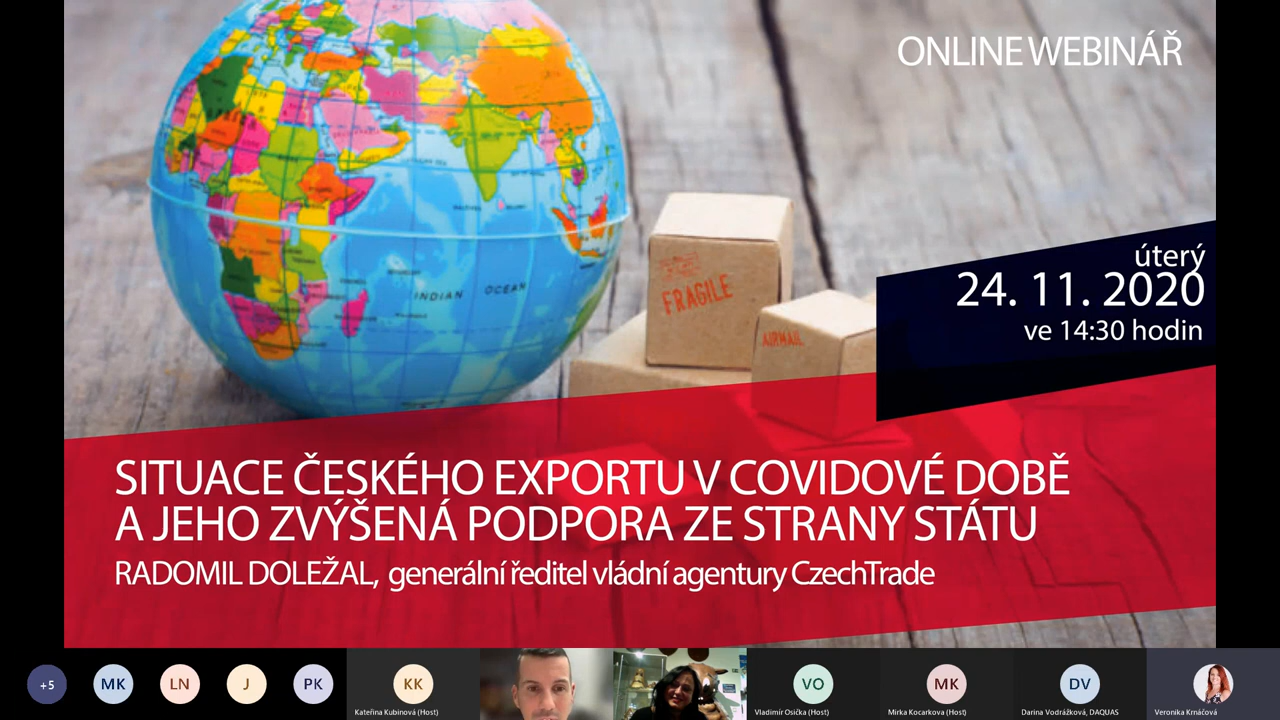 ONLINE WEBINÁŘ
INDIAN OCEAN
FRAGILE
AIRMAIL
úterý
24. 11. 2020
ve 14:30 hodin
SITUACE ČESKÉHO EXPORTU V COVIDOVÉ DOBĚ
A JEHO ZVÝŠENÁ PODPORA ZE STRANY STÁTU
RADOMIL DOLEŽAL, generální ředitel vládní agentury CzechTrade
+5
MK
LN
J
PK
KK
VO
MK
DV
Kateřina Kubinová (Host)
Vladimír Osička (Host)
Mirka Kocarkova (Host)
Darina Vodrážková, DAQUAS
Veronika Krnáčová